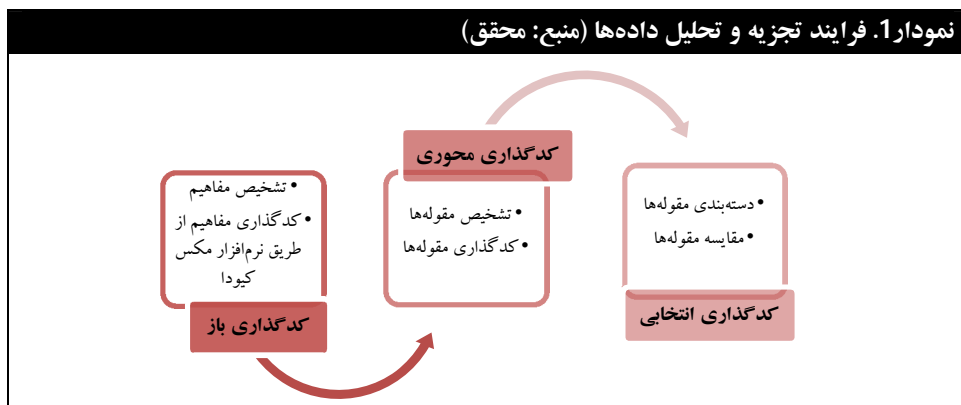 نمودار1. فرایند تجزیه و تحلیل داده‌ها (منبع: محقق)
• تشخیص مفاهیم
• کدگذاری مفاهیم از
طریق نرم‌افزار مکس
کیودا
کدگذاری باز
کدگذاری محوری
• تشخیص مقوله‌ها
• کدگذاری مقوله‌ها
• دسته‌بندی مقوله‌ها
• مقایسه مقوله‌ها
کدگذاری انتخابی